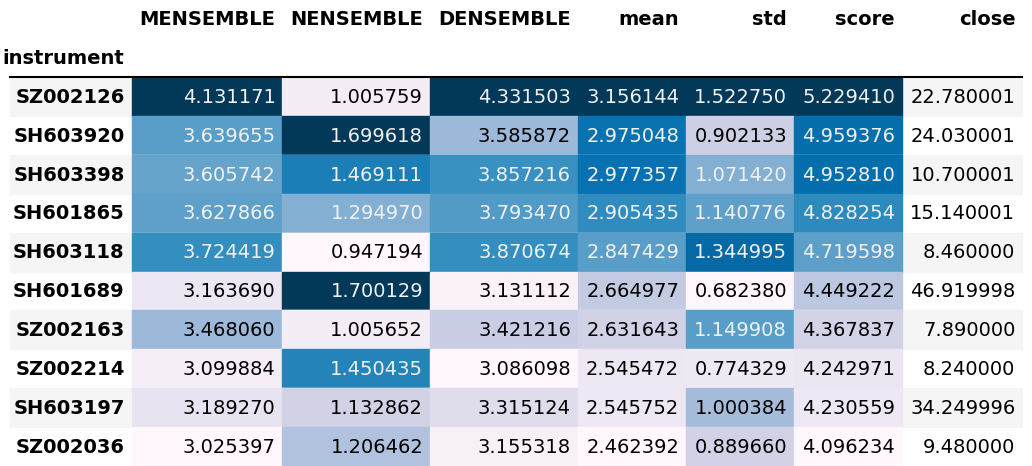 MENSEMBLE NENSEMBLE DENSEMBLE mean std score close
instrument
SZ002126 4.131171 1.005759 4.331503 3.156144 1.522750 5.229410 22.780001
SH603920 3.639655 1.699618 3.585872 2.975048 0.902133 4.959376 24.030001
SH603398 3.605742 1.469111 3.857216 2.977357 1.071420 4.952810 10.700001
SH601865 3.627866 1.294970 3.793470 2.905435 1.140776 4.828254 15.140001
SH603118 3.724419 0.947194 3.870674 2.847429 1.344995 4.719598 8.460000
SH601689 3.163690 1.700129 3.131112 2.664977 0.682380 4.449222 46.919998
SZ002163 3.468060 1.005652 3.421216 2.631643 1.149908 4.367837 7.890000
SZ002214 3.099884 1.450435 3.086098 2.545472 0.774329 4.242971 8.240000
SH603197 3.189270 1.132862 3.315124 2.545752 1.000384 4.230559 34.249996
SZ002036 3.025397 1.206462 3.155318 2.462392 0.889660 4.096234 9.480000